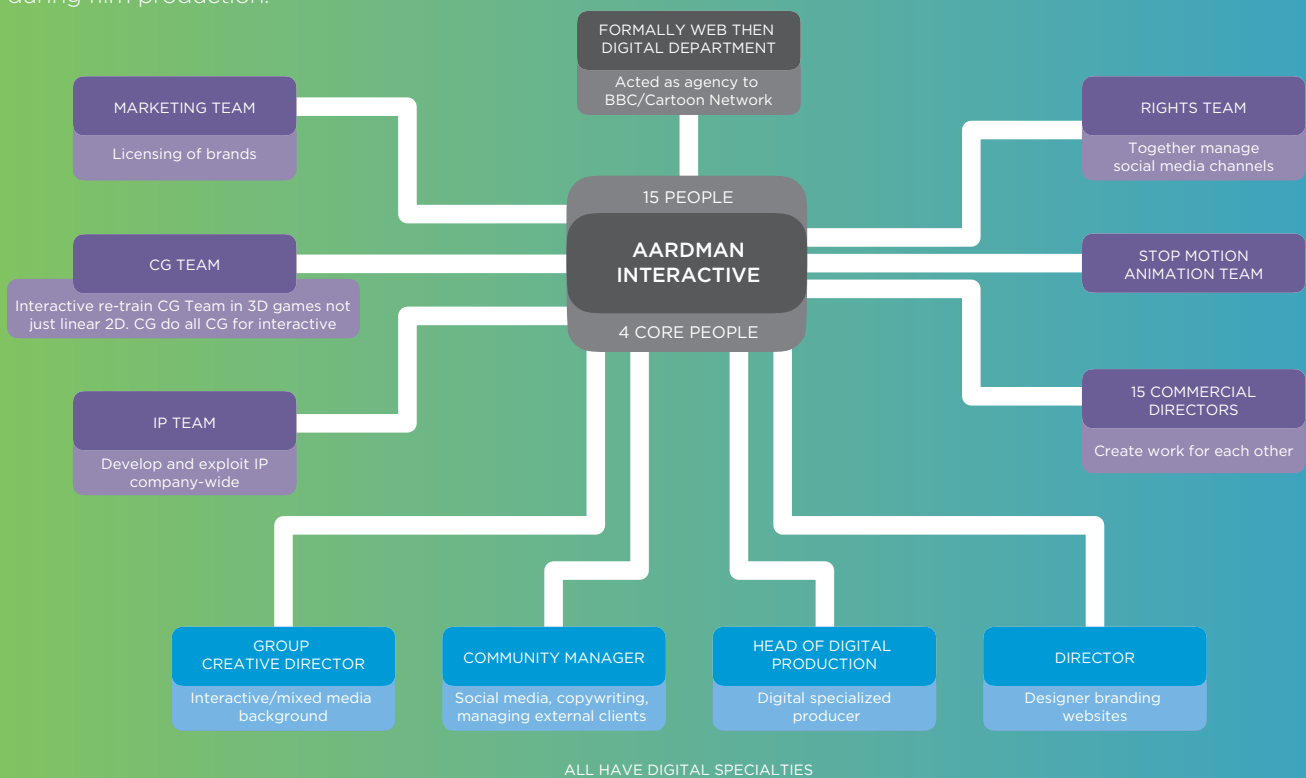 during film production.
FORMALLY WEB THEN
DIGITAL DEPARTMENT
Acted as agency to
BBC/Cartoon Network
MARKETING TEAM
Licensing of brands
RIGHTS TEAM
Together manage
social media channels
15 PEOPLE
AARDMAN
INTERACTIVE
4 CORE PEOPLE
CG TEAM
Interactive re-train CG Team in 3D games not
just linear 2D. CG do all CG for interactive
STOP MOTION
ANIMATION TEAM
IP TEAM
Develop and exploit IP
company-wide
15 COMMERCIAL
DIRECTORS
Create work for each other
GROUP
CREATIVE DIRECTOR
Interactive/mixed media
background
COMMUNITY MANAGER
Social media, copywriting,
managing external clients
HEAD OF DIGITAL
PRODUCTION
Digital specialized
producer
DIRECTOR
Designer branding
websites
ALL HAVE DIGITAL SPECIALTIES